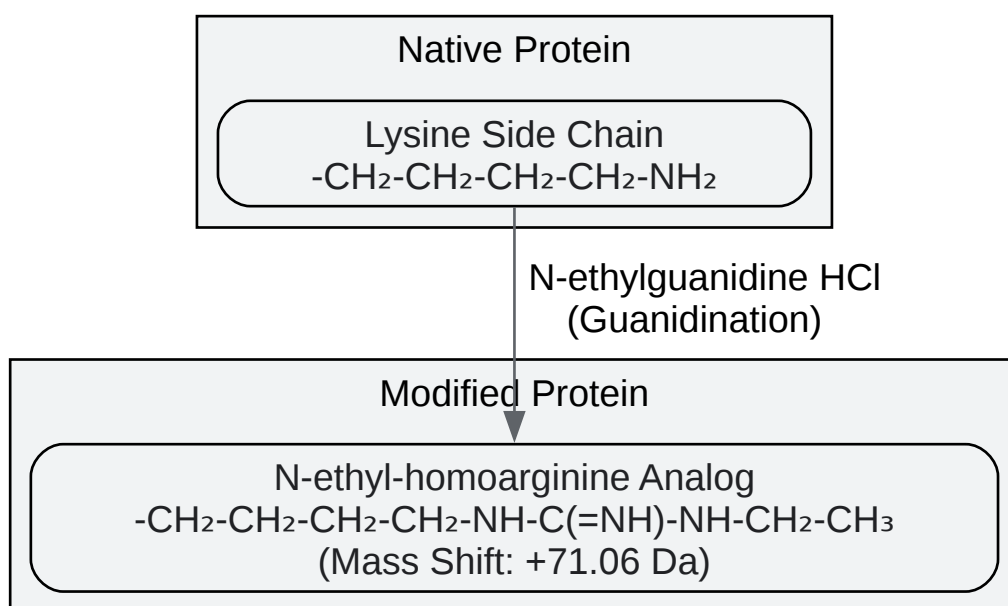 Native Protein
Lysine Side Chain
-CH₂-CH₂-CH₂-CH₂-NH₂
N-ethylguanidine HCl
(Guanidination)
Modified Protein
N-ethyl-homoarginine Analog
-CH₂-CH₂-CH₂-CH₂-NH-C(=NH)-NH-CH₂-CH₃
(Mass Shift: +71.06 Da)